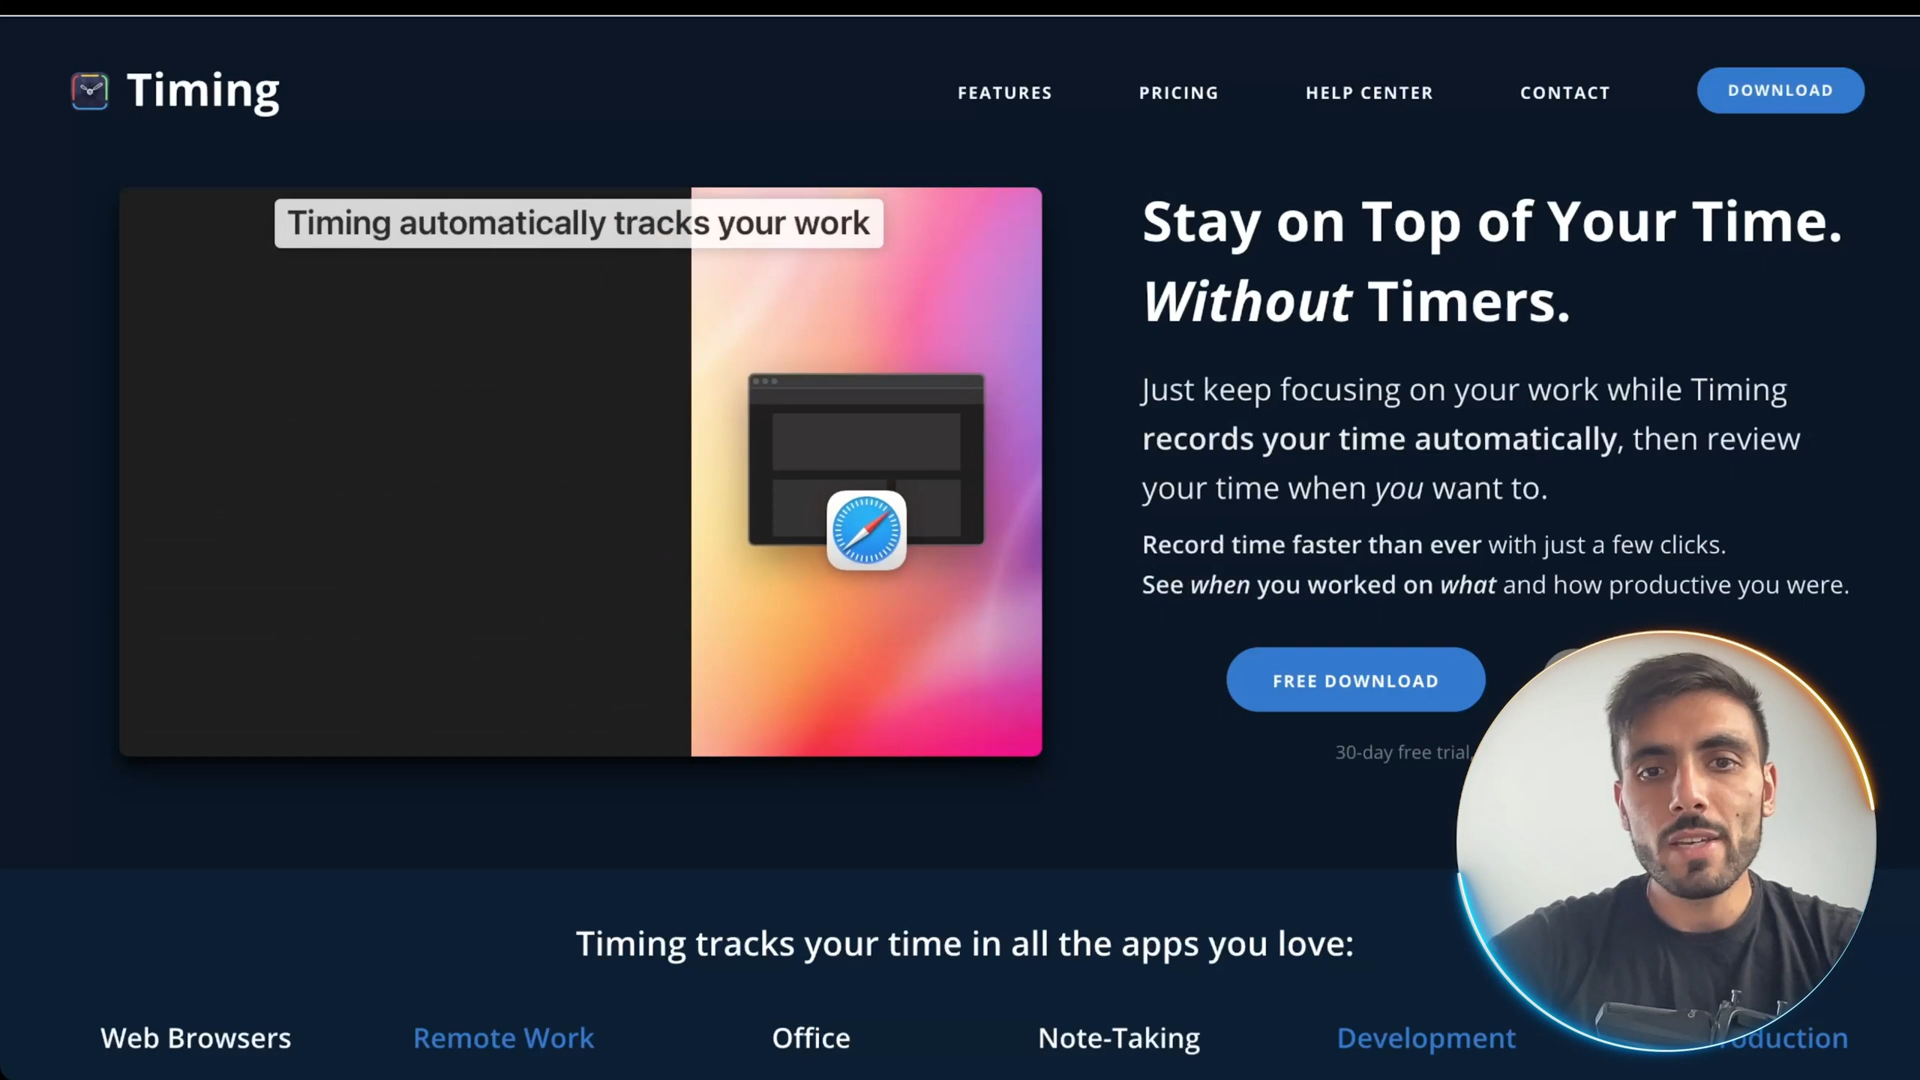 Timing
FEATURES
PRICING
HELP CENTER
CONTACT
DOWNLOAD
Timing automatically tracks your work
Stay on Top of Your Time.
Without Timers.
Just keep focusing on your work while Timing
records your time automatically, then review
your time when you want to.
Record time faster than ever with just a few clicks.
See when you worked on what and how productive you were.
FREE DOWNLOAD
30-day free trial
Timing tracks your time in all the apps you love:
Web Browsers
Remote Work
Office
Note-Taking
Development